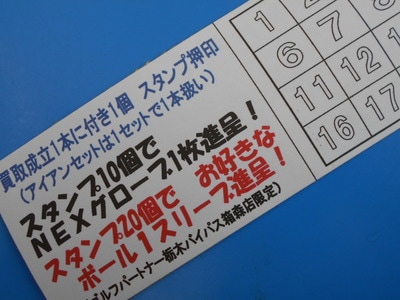 買取成立1本に付き1個 スタンプ押印
(アイアンセットは1セットで1本扱い)
スタンプ10個で
NEXグローブ1枚進呈!
スタンプ20個で お好きな
ボール1スリーブ進呈!
ゴルフパートナー栃木バイパス箱森店限定)
1
6 7
11 12 1
16 17